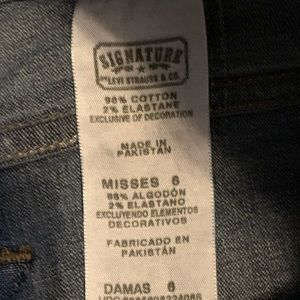 SIGNATURE
BY LEVI STRAUSS & CO.
98% COTTON
2% ELASTANE
EXCLUSIVE OF DECORATION
MADE IN
PAKISTAN
MISSES 6
98% ALGODÓN
2% ELASTANO
EXCLUYENDO ELEMENTOS
DECORATIVOS
FABRICADO EN
PAKISTÁN
DAMAS 6